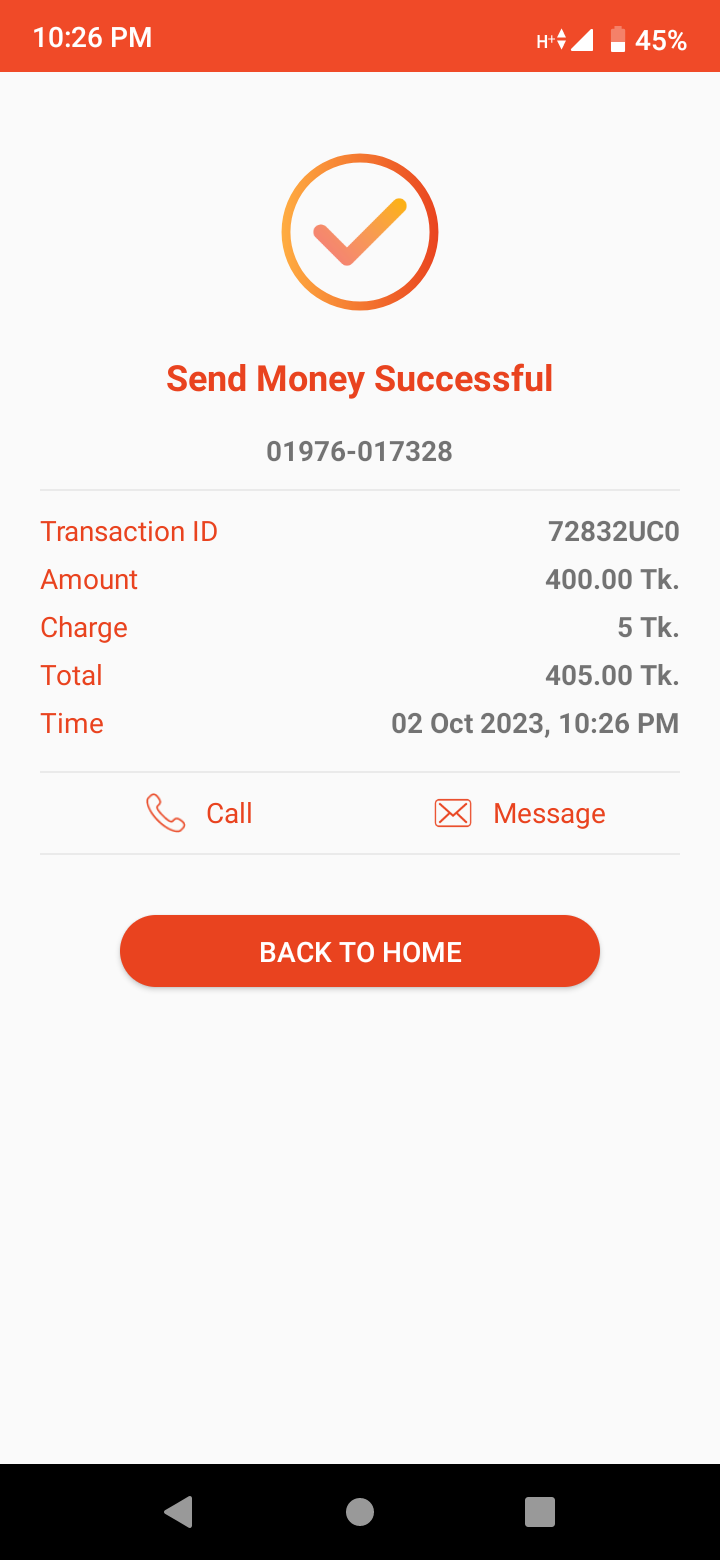 10:26 PM H+ 45%
Send Money Successful
01976-017328
Transaction ID 72832UC0
Amount 400.00 Tk.
Charge 5 Tk.
Total 405.00 Tk.
Time 02 Oct 2023, 10:26 PM
Call Message
BACK TO HOME